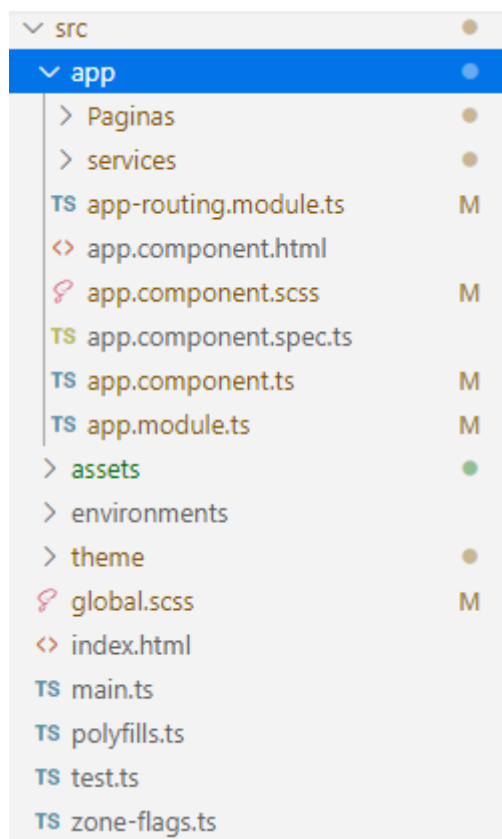 src
app
Paginas
services
TS app-routing.module.ts M
<> app.component.html
app.component.scss M
TS app.component.spec.ts
TS app.component.ts M
TS app.module.ts M
assets
environments
theme
global.scss M
<> index.html
TS main.ts
TS polyfills.ts
TS test.ts
TS zone-flags.ts